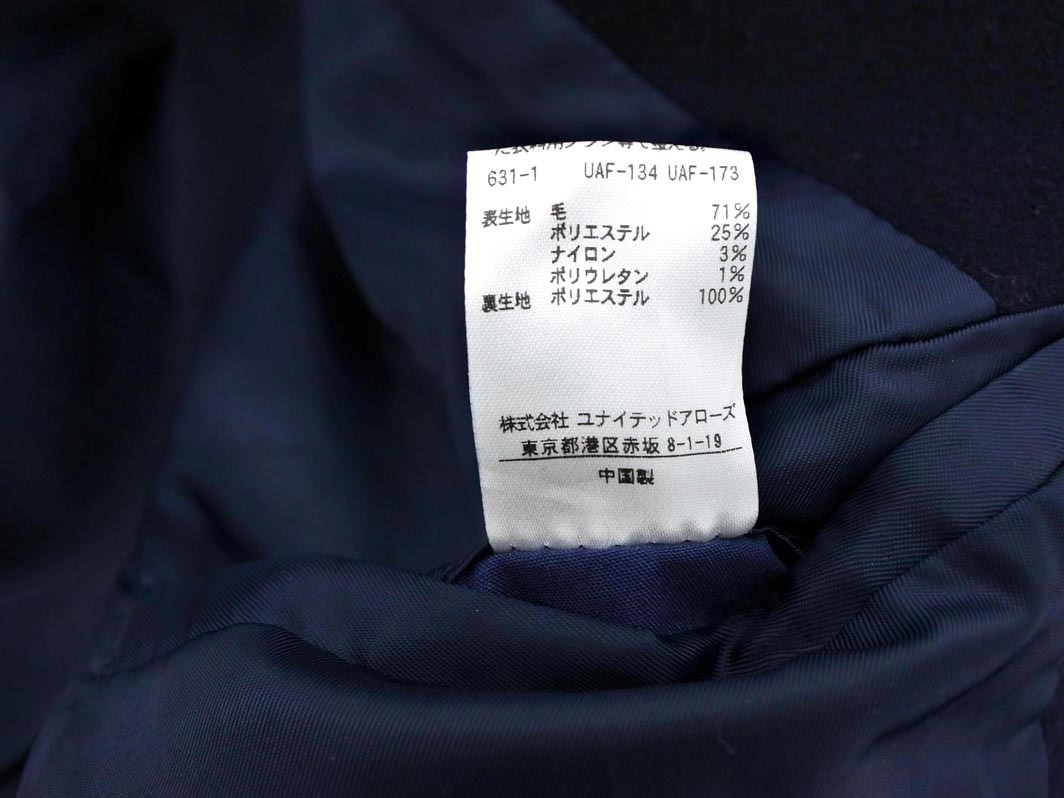 631-1 UAF-134 UAF-173
表生地 毛 71%
ポリエステル 25%
ナイロン 3%
ポリウレタン 1%
裏生地 ポリエステル 100%
株式会社 ユナイテッドアローズ
東京都港区赤坂 8-1-19
中国製